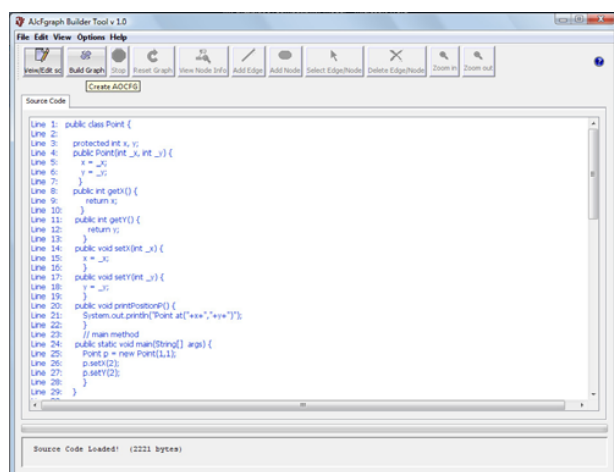 AJcFgraph Builder Tool v 1.0
File Edit View Options Help
View/Edit sc Build Graph Stop Reset Graph View Node Info Add Edge Add Node Select Edge/Node Delete Edge/Node Zoom in Zoom out
Create AOCFG
Source Code
Line 1: public class Point {
Line 2:
Line 3: protected int x, y;
Line 4: public Point(int _x, int _y) {
Line 5: x = _x;
Line 6: y = _y;
Line 7: }
Line 8: public int getX() {
Line 9: return x;
Line 10: }
Line 11: public int getY() {
Line 12: return y;
Line 13: }
Line 14: public void setX(int _x) {
Line 15: x = _x;
Line 16: }
Line 17: public void setY(int _y) {
Line 18: y = _y;
Line 19: }
Line 20: public void printPositionP() {
Line 21: System.out.println("Point at("+x+","+y+")");
Line 22: }
Line 23: // main method
Line 24: public static void main(String[] args) {
Line 25: Point p = new Point(1,1);
Line 26: p.setX(2);
Line 27: p.setY(2);
Line 28: }
Line 29: }
Source Code Loaded! (2221 bytes)